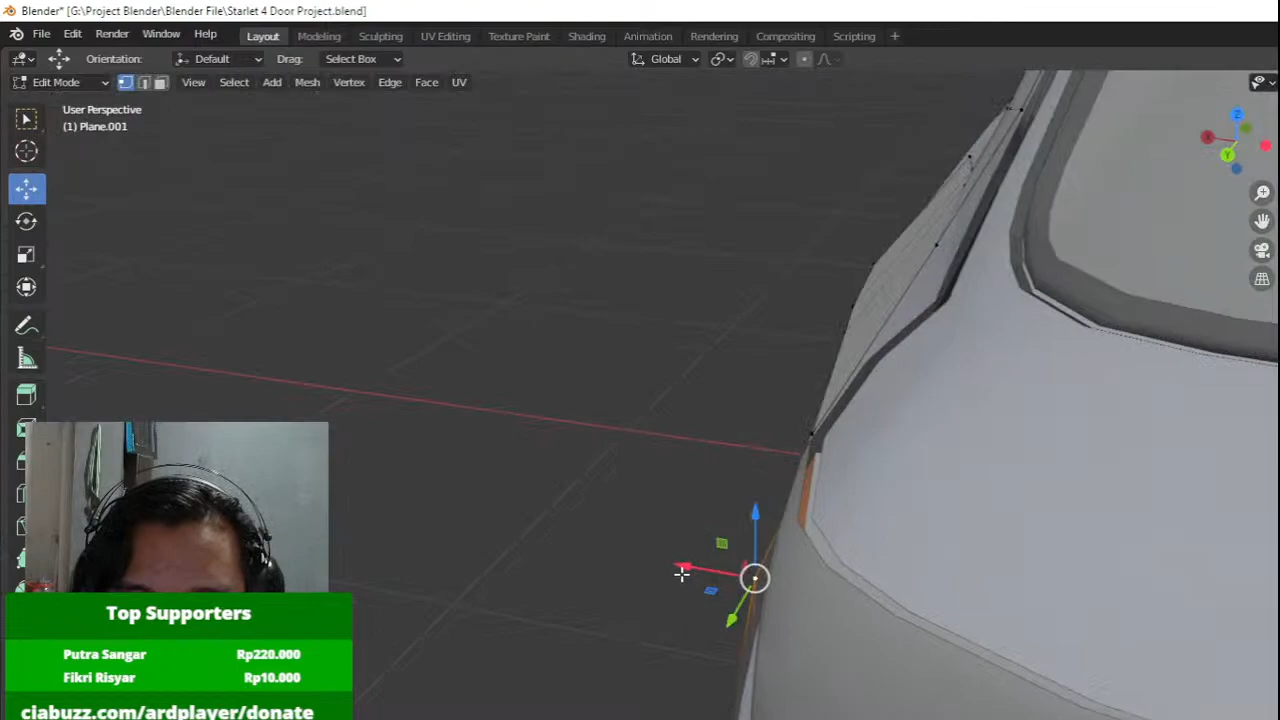 Blender* [G:\Project Blender\Blender File\Starlet 4 Door Project.blend]
File Edit Render Window Help Layout Modeling Sculpting UV Editing Texture Paint Shading Animation Rendering Compositing Scripting +
Orientation: Default Drag: Select Box Global
Edit Mode View Select Add Mesh Vertex Edge Face UV
User Perspective
(1) Plane.001
Z
X
Y
Top Supporters
Putra Sangar Rp220.000
Fikri Risyar Rp10.000
ciabuzz.com/ardplayer/donate